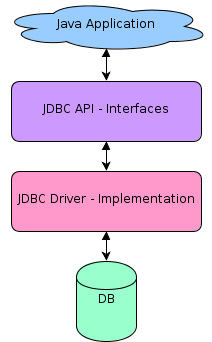 Java Application
JDBC API - Interfaces
JDBC Driver - Implementation
DB